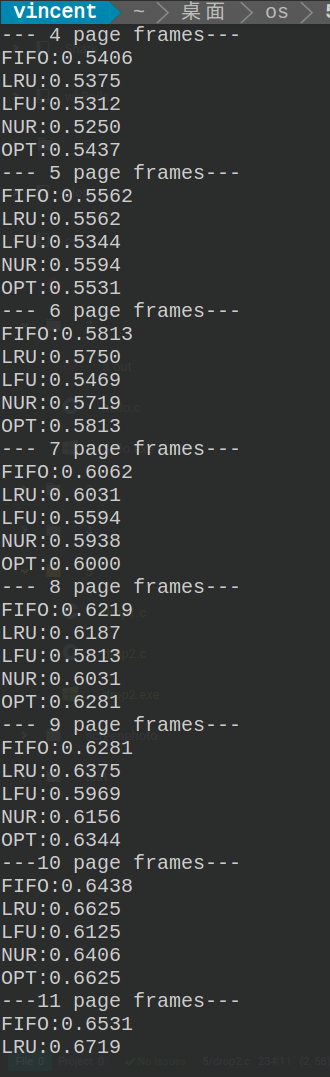 vincent ~ 桌面 os 5
--- 4 page frames---
FIFO:0.5406
LRU:0.5375
LFU:0.5312
NUR:0.5250
OPT:0.5437
--- 5 page frames---
FIFO:0.5562
LRU:0.5562
LFU:0.5344
NUR:0.5594
OPT:0.5531
--- 6 page frames---
FIFO:0.5813
LRU:0.5750
LFU:0.5469
NUR:0.5719
OPT:0.5813
--- 7 page frames---
FIFO:0.6062
LRU:0.6031
LFU:0.5594
NUR:0.5938
OPT:0.6000
--- 8 page frames---
FIFO:0.6219
LRU:0.6187
LFU:0.5813
NUR:0.6031
OPT:0.6281
--- 9 page frames---
FIFO:0.6281
LRU:0.6375
LFU:0.5969
NUR:0.6156
OPT:0.6344
---10 page frames---
FIFO:0.6438
LRU:0.6625
LFU:0.6125
NUR:0.6406
OPT:0.6625
---11 page frames---
FIFO:0.6531
LRU:0.6719